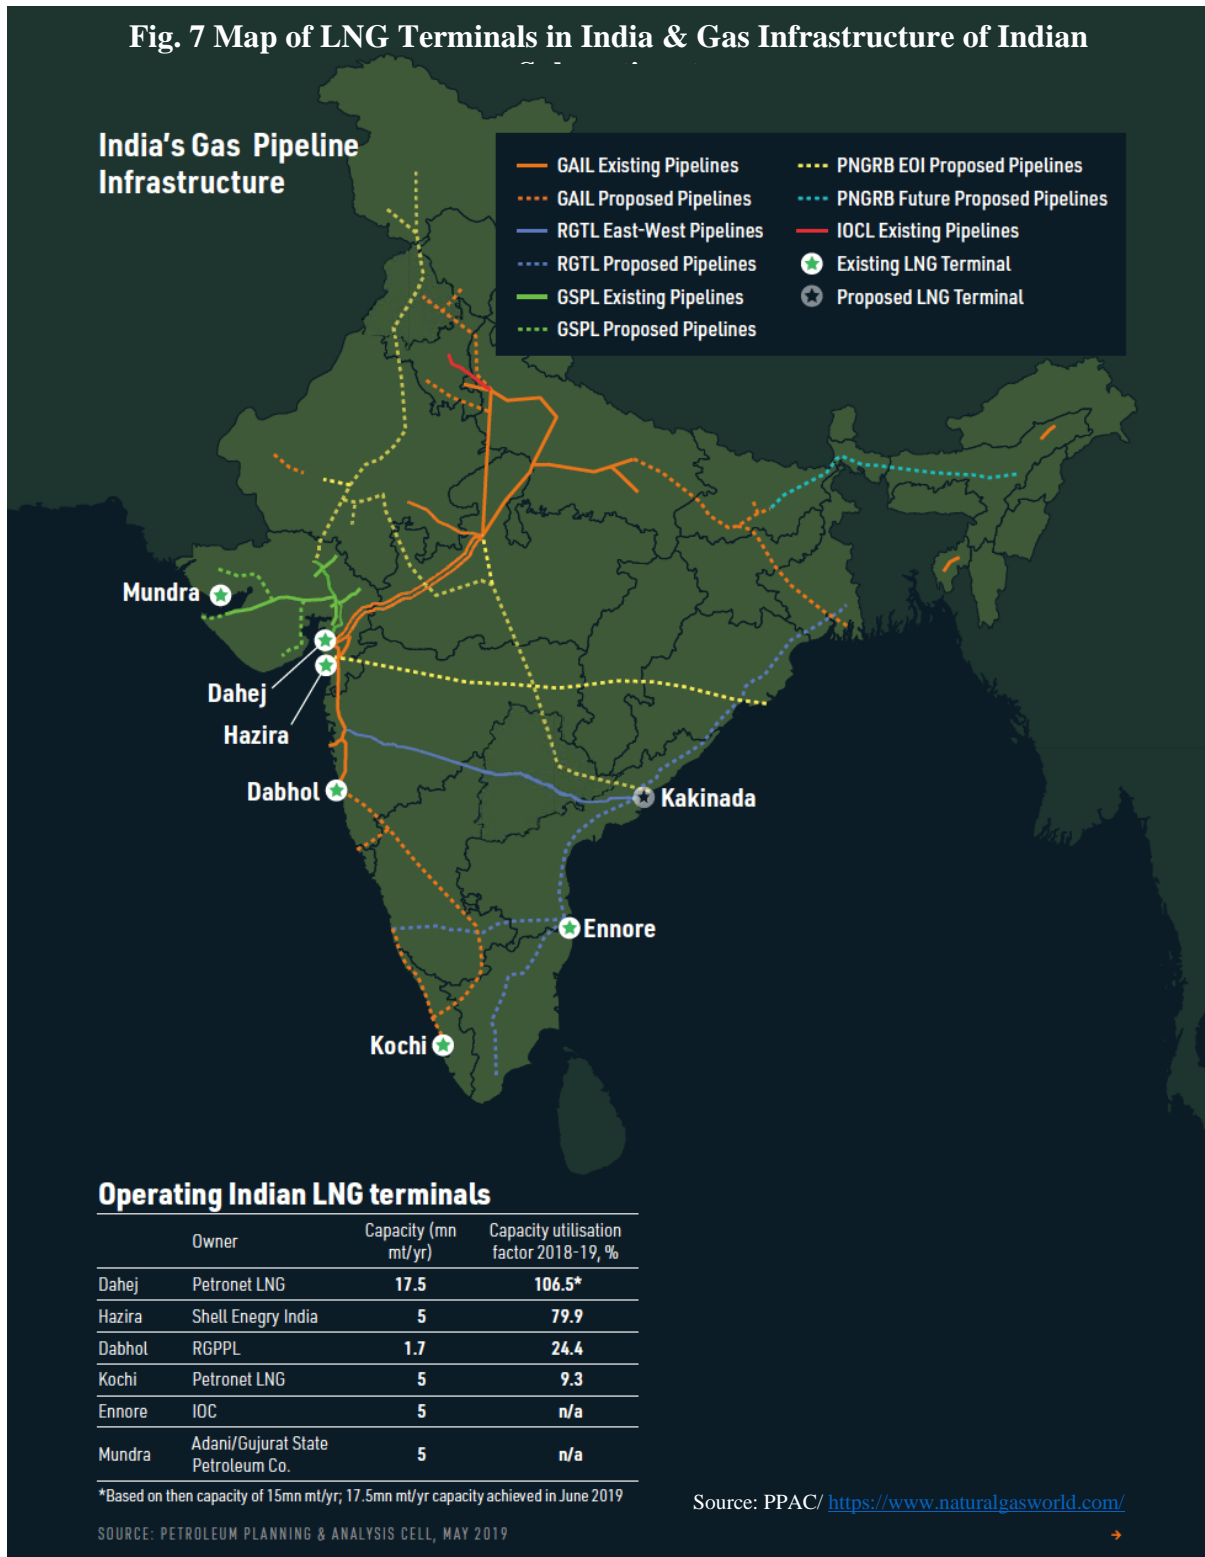 Fig. 7 Map of LNG Terminals in India & Gas Infrastructure of Indian
India's Gas Pipeline
Infrastructure
GAIL Existing Pipelines
GAIL Proposed Pipelines
RGTL East-West Pipelines
RGTL Proposed Pipelines
GSPL Existing Pipelines
GSPL Proposed Pipelines
PNGRB EOI Proposed Pipelines
PNGRB Future Proposed Pipelines
IOCL Existing Pipelines
Existing LNG Terminal
Proposed LNG Terminal
Mundra
Dahej
Hazira
Dabhol
Kakinada
Ennore
Kochi
Operating Indian LNG terminals
Owner Capacity (mn mt/yr) Capacity utilisation factor 2018-19, %
Dahej Petronet LNG 17.5 106.5*
Hazira Shell Enegry India 5 79.9
Dabhol RGPPL 1.7 24.4
Kochi Petronet LNG 5 9.3
Ennore IOC 5 n/a
Mundra Adani/Gujurat State Petroleum Co. 5 n/a
*Based on then capacity of 15mn mt/yr; 17.5mn mt/yr capacity achieved in June 2019
Source: PPAC/ https://www.naturalgasworld.com/
SOURCE: PETROLEUM PLANNING & ANALYSIS CELL, MAY 2019